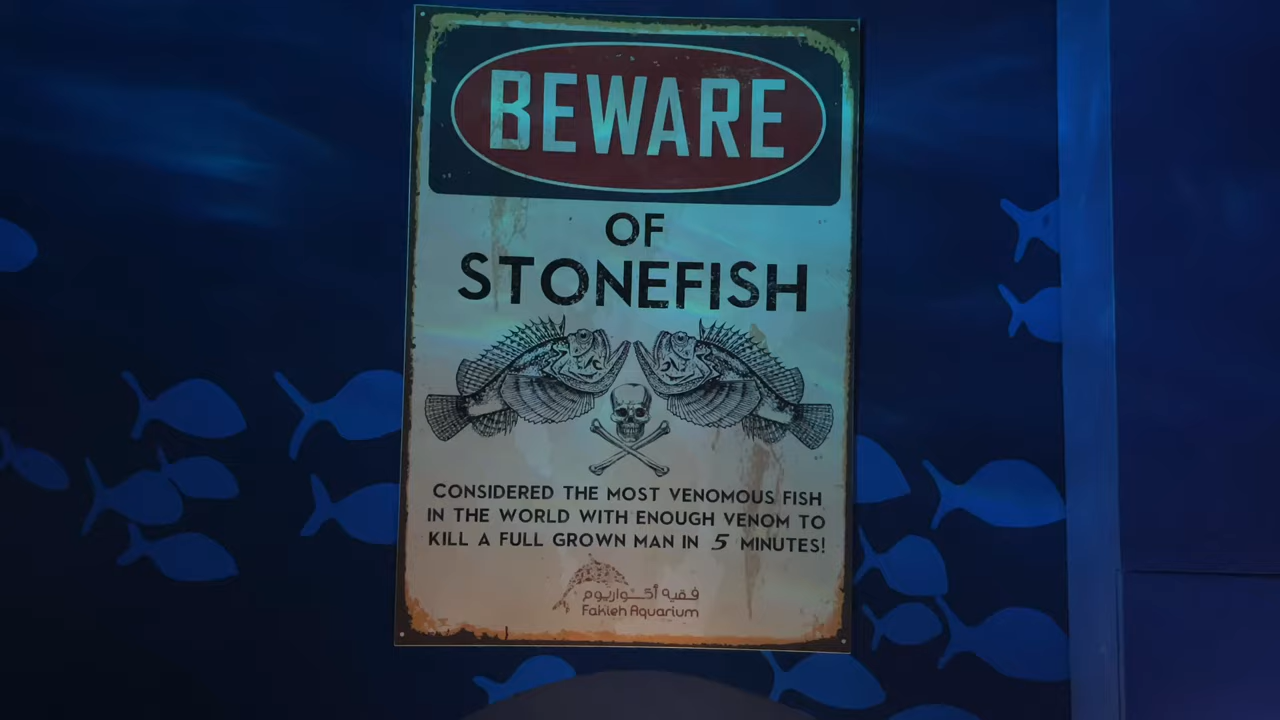 BEWARE
OF
STONEFISH
CONSIDERED THE MOST VENOMOUS FISH
IN THE WORLD WITH ENOUGH VENOM TO
KILL A FULL GROWN MAN IN 5 MINUTES!
فقيه أكواريوم
Fakieh Aquarium